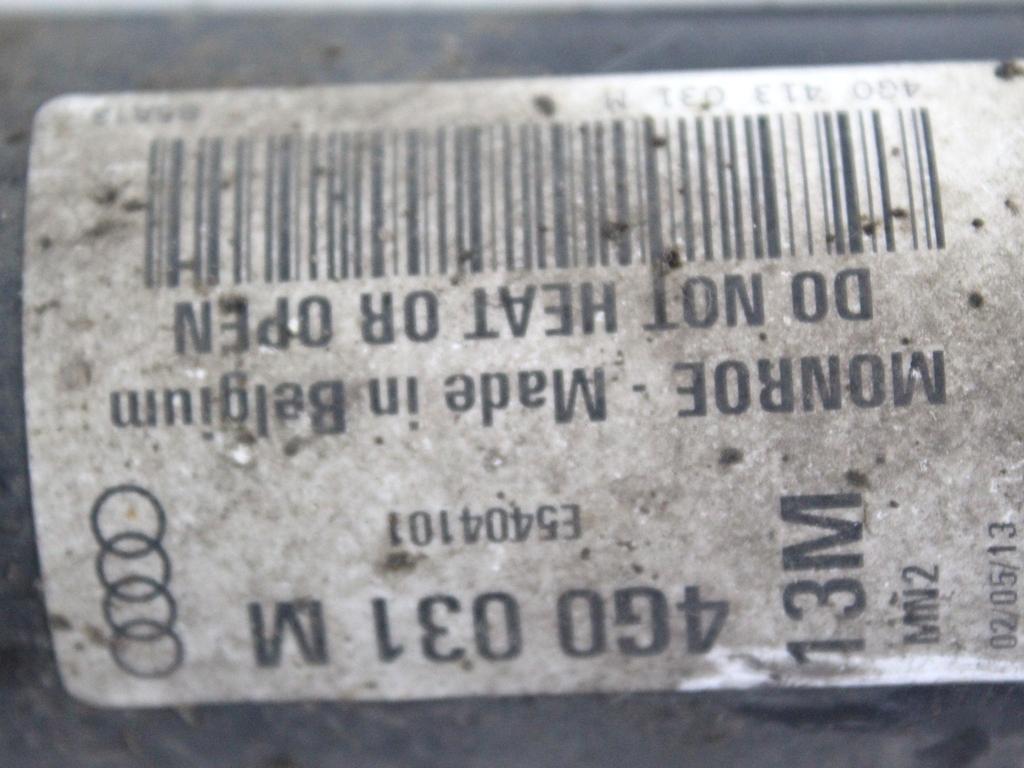 02/05/13
MN2
13M
4G0 031 M
E5404101
MONROE - Made in Belgium
DO NOT HEAT OR OPEN
4G0 413 031 M